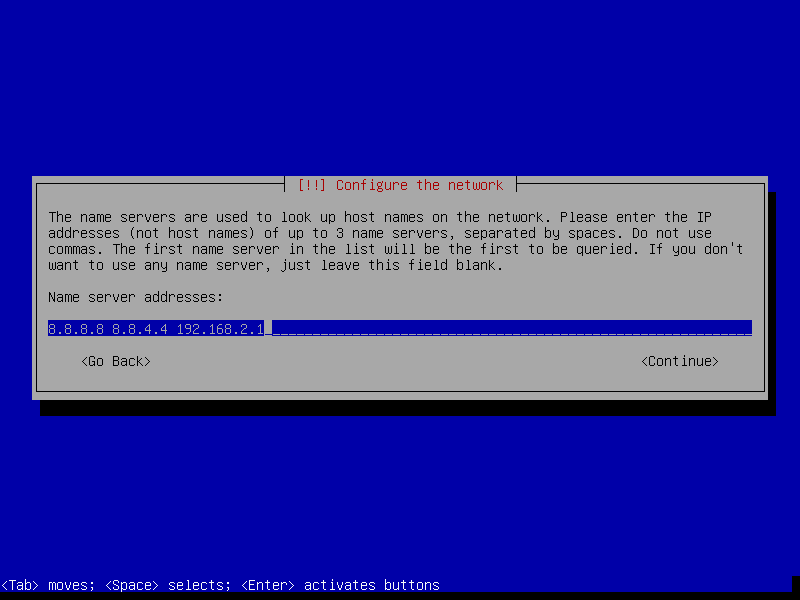 [!!] Configure the network
The name servers are used to look up host names on the network. Please enter the IP
addresses (not host names) of up to 3 name servers, separated by spaces. Do not use
commas. The first name server in the list will be the first to be queried. If you don't
want to use any name server, just leave this field blank.
Name server addresses:
8.8.8.8 8.8.4.4 192.168.2.1
<Go Back> <Continue>
<Tab> moves; <Space> selects; <Enter> activates buttons